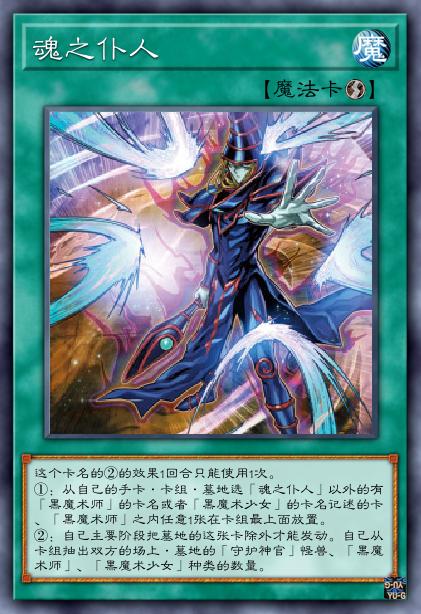 魂之仆人
魔
【魔法卡】
这个卡名的②的效果1回合只能使用1次。
①：从自己的手卡·卡组·墓地选「魂之仆人」以外的有
「黑魔术师」的卡名或者「黑魔术少女」的卡名记述的卡
、「黑魔术师」之内任意1张在卡组最上面放置。
②：自己主要阶段把墓地的这张卡除外才能发动。自己从
卡组抽出双方的场上·墓地的「守护神官」怪兽、「黑魔
术师」、「黑魔术少女」种类的数量。